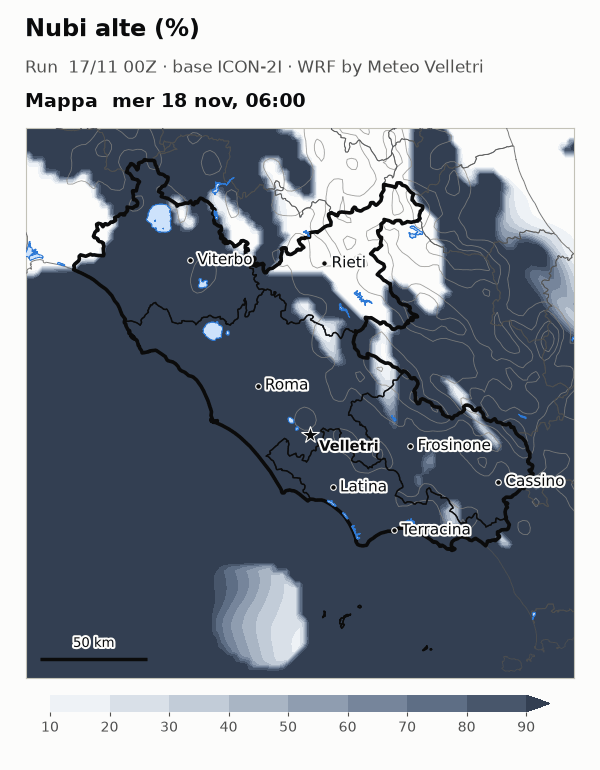 Nubi alte (%)
Run 17/11 00Z · base ICON-2I · WRF by Meteo Velletri
Mappa mer 18 nov, 06:00
Viterbo
Rieti
Roma
Velletri
Frosinone
Cassino
Latina
Terracina
50 km
10 20 30 40 50 60 70 80 90